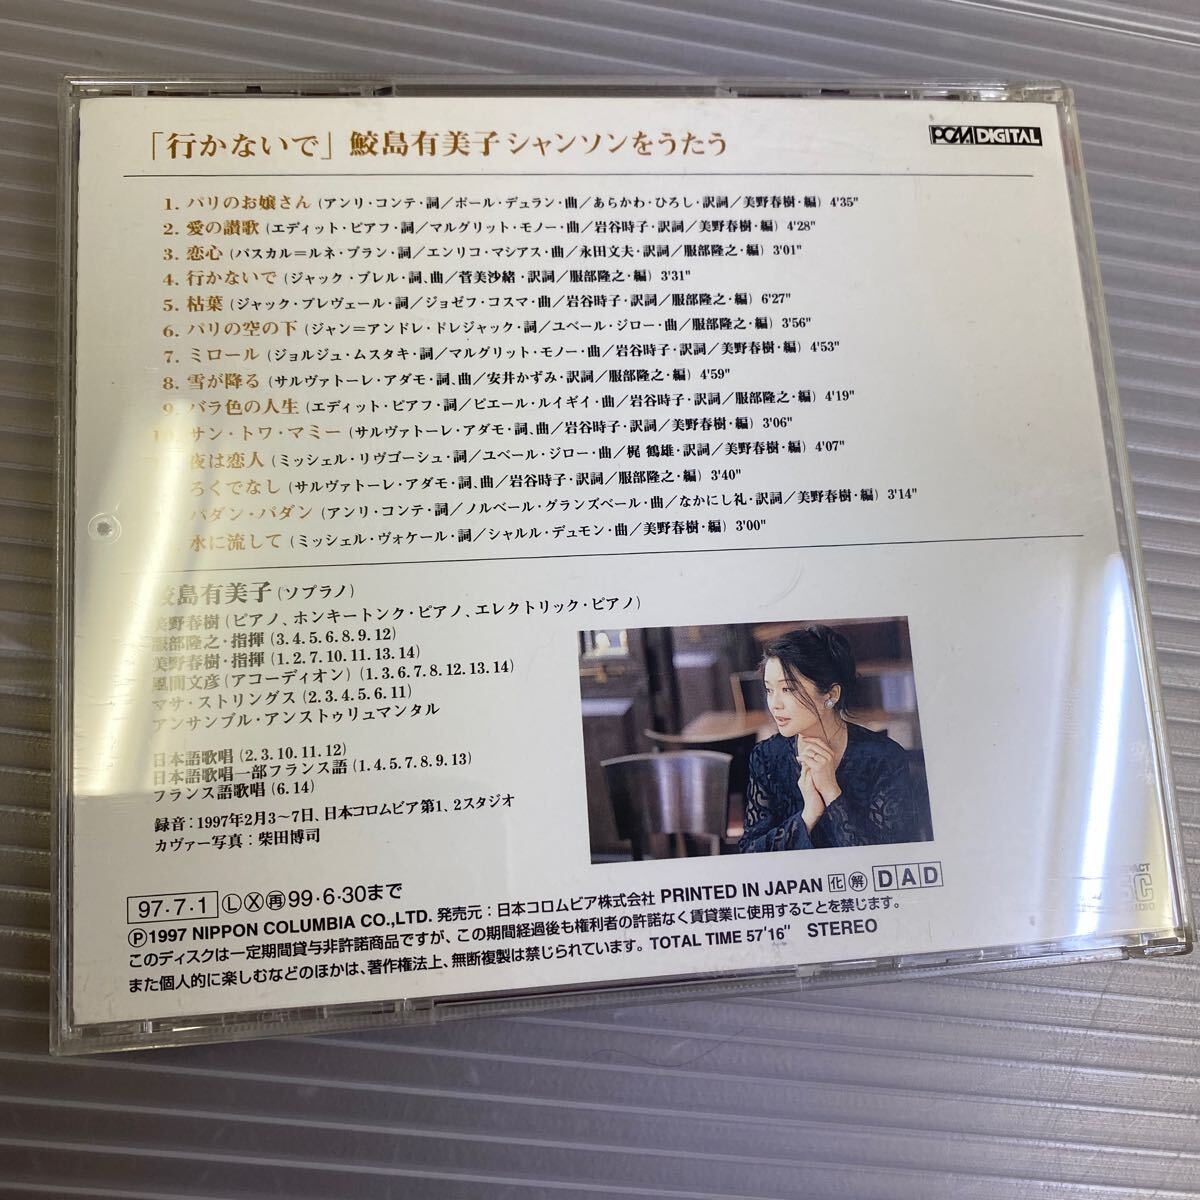 「行かないで」鮫島有美子シャンソンをうたう
PCM DIGITAL
1. パリのお嬢さん (アンリ・コンテ・詞／ポール・デュラン・曲／あらかわ・ひろし・訳詞／美野春樹・編) 4'35"
2. 愛の讃歌 (エディット・ピアフ・詞／マルグリット・モノー・曲／岩谷時子・訳詞／美野春樹・編) 4'28"
3. 恋心 (パスカル＝ルネ・ブラン・詞／エンリコ・マシアス・曲／永田文夫・訳詞／服部隆之・編) 3'01"
4. 行かないで (ジャック・ブレル・詞、曲／菅美沙緒・訳詞／服部隆之・編) 3'31"
5. 枯葉 (ジャック・プレヴェール・詞／ジョゼフ・コスマ・曲／岩谷時子・訳詞／服部隆之・編) 6'27"
6. パリの空の下 (ジャン＝アンドレ・ドレジャック・詞／ユベール・ジロー・曲／服部隆之・編) 3'56"
7. ミロール (ジョルジュ・ムスタキ・詞／マルグリット・モノー・曲／岩谷時子・訳詞／美野春樹・編) 4'53"
8. 雪が降る (サルヴァトーレ・アダモ・詞、曲／安井かずみ・訳詞／服部隆之・編) 4'59"
9. バラ色の人生 (エディット・ピアフ・詞／ピエール・ルイギイ・曲／岩谷時子・訳詞／服部隆之・編) 4'19"
10. サン・トワ・マミー (サルヴァトーレ・アダモ・詞、曲／岩谷時子・訳詞／美野春樹・編) 3'06"
夜は恋人 (ミッシェル・リヴゴーシュ・詞／ユベール・ジロー・曲／梶 鶴雄・訳詞／美野春樹・編) 4'07"
ろくでなし (サルヴァトーレ・アダモ・詞、曲／岩谷時子・訳詞／服部隆之・編) 3'40"
パダン・パダン (アンリ・コンテ・詞／ノルベール・グランズベール・曲／なかにし礼・訳詞／美野春樹・編) 3'14"
水に流して (ミッシェル・ヴォケール・詞／シャルル・デュモン・曲／美野春樹・編) 3'00"
鮫島有美子 (ソプラノ)
美野春樹 (ピアノ、ホンキートンク・ピアノ、エレクトリック・ピアノ)
服部隆之・指揮 (3.4.5.6.8.9.12)
美野春樹・指揮 (1.2.7.10.11.13.14)
風間文彦 (アコーディオン) (1.3.6.7.8.12.13.14)
マサ・ストリングス (2.3.4.5.6.11)
アンサンブル・アンストゥリュマンタル
日本語歌唱 (2.3.10.11.12)
日本語歌唱一部フランス語 (1.4.5.7.8.9.13)
フランス語歌唱 (6.14)
録音：1997年2月3〜7日、日本コロムビア第1、2スタジオ
カヴァー写真：柴田博司
97・7・1 Ⓛ Ⓧ ㊢ 99・6・30まで
Ⓟ1997 NIPPON COLUMBIA CO.,LTD. 発売元：日本コロムビア株式会社 PRINTED IN JAPAN 化 解 D A D
このディスクは一定期間貸与非許諾商品ですが、この期間経過後も権利者の許諾なく賃貸業に使用することを禁じます。
また個人的に楽しむなどのほかは、著作権法上、無断複製は禁じられています。TOTAL TIME 57'16" STEREO